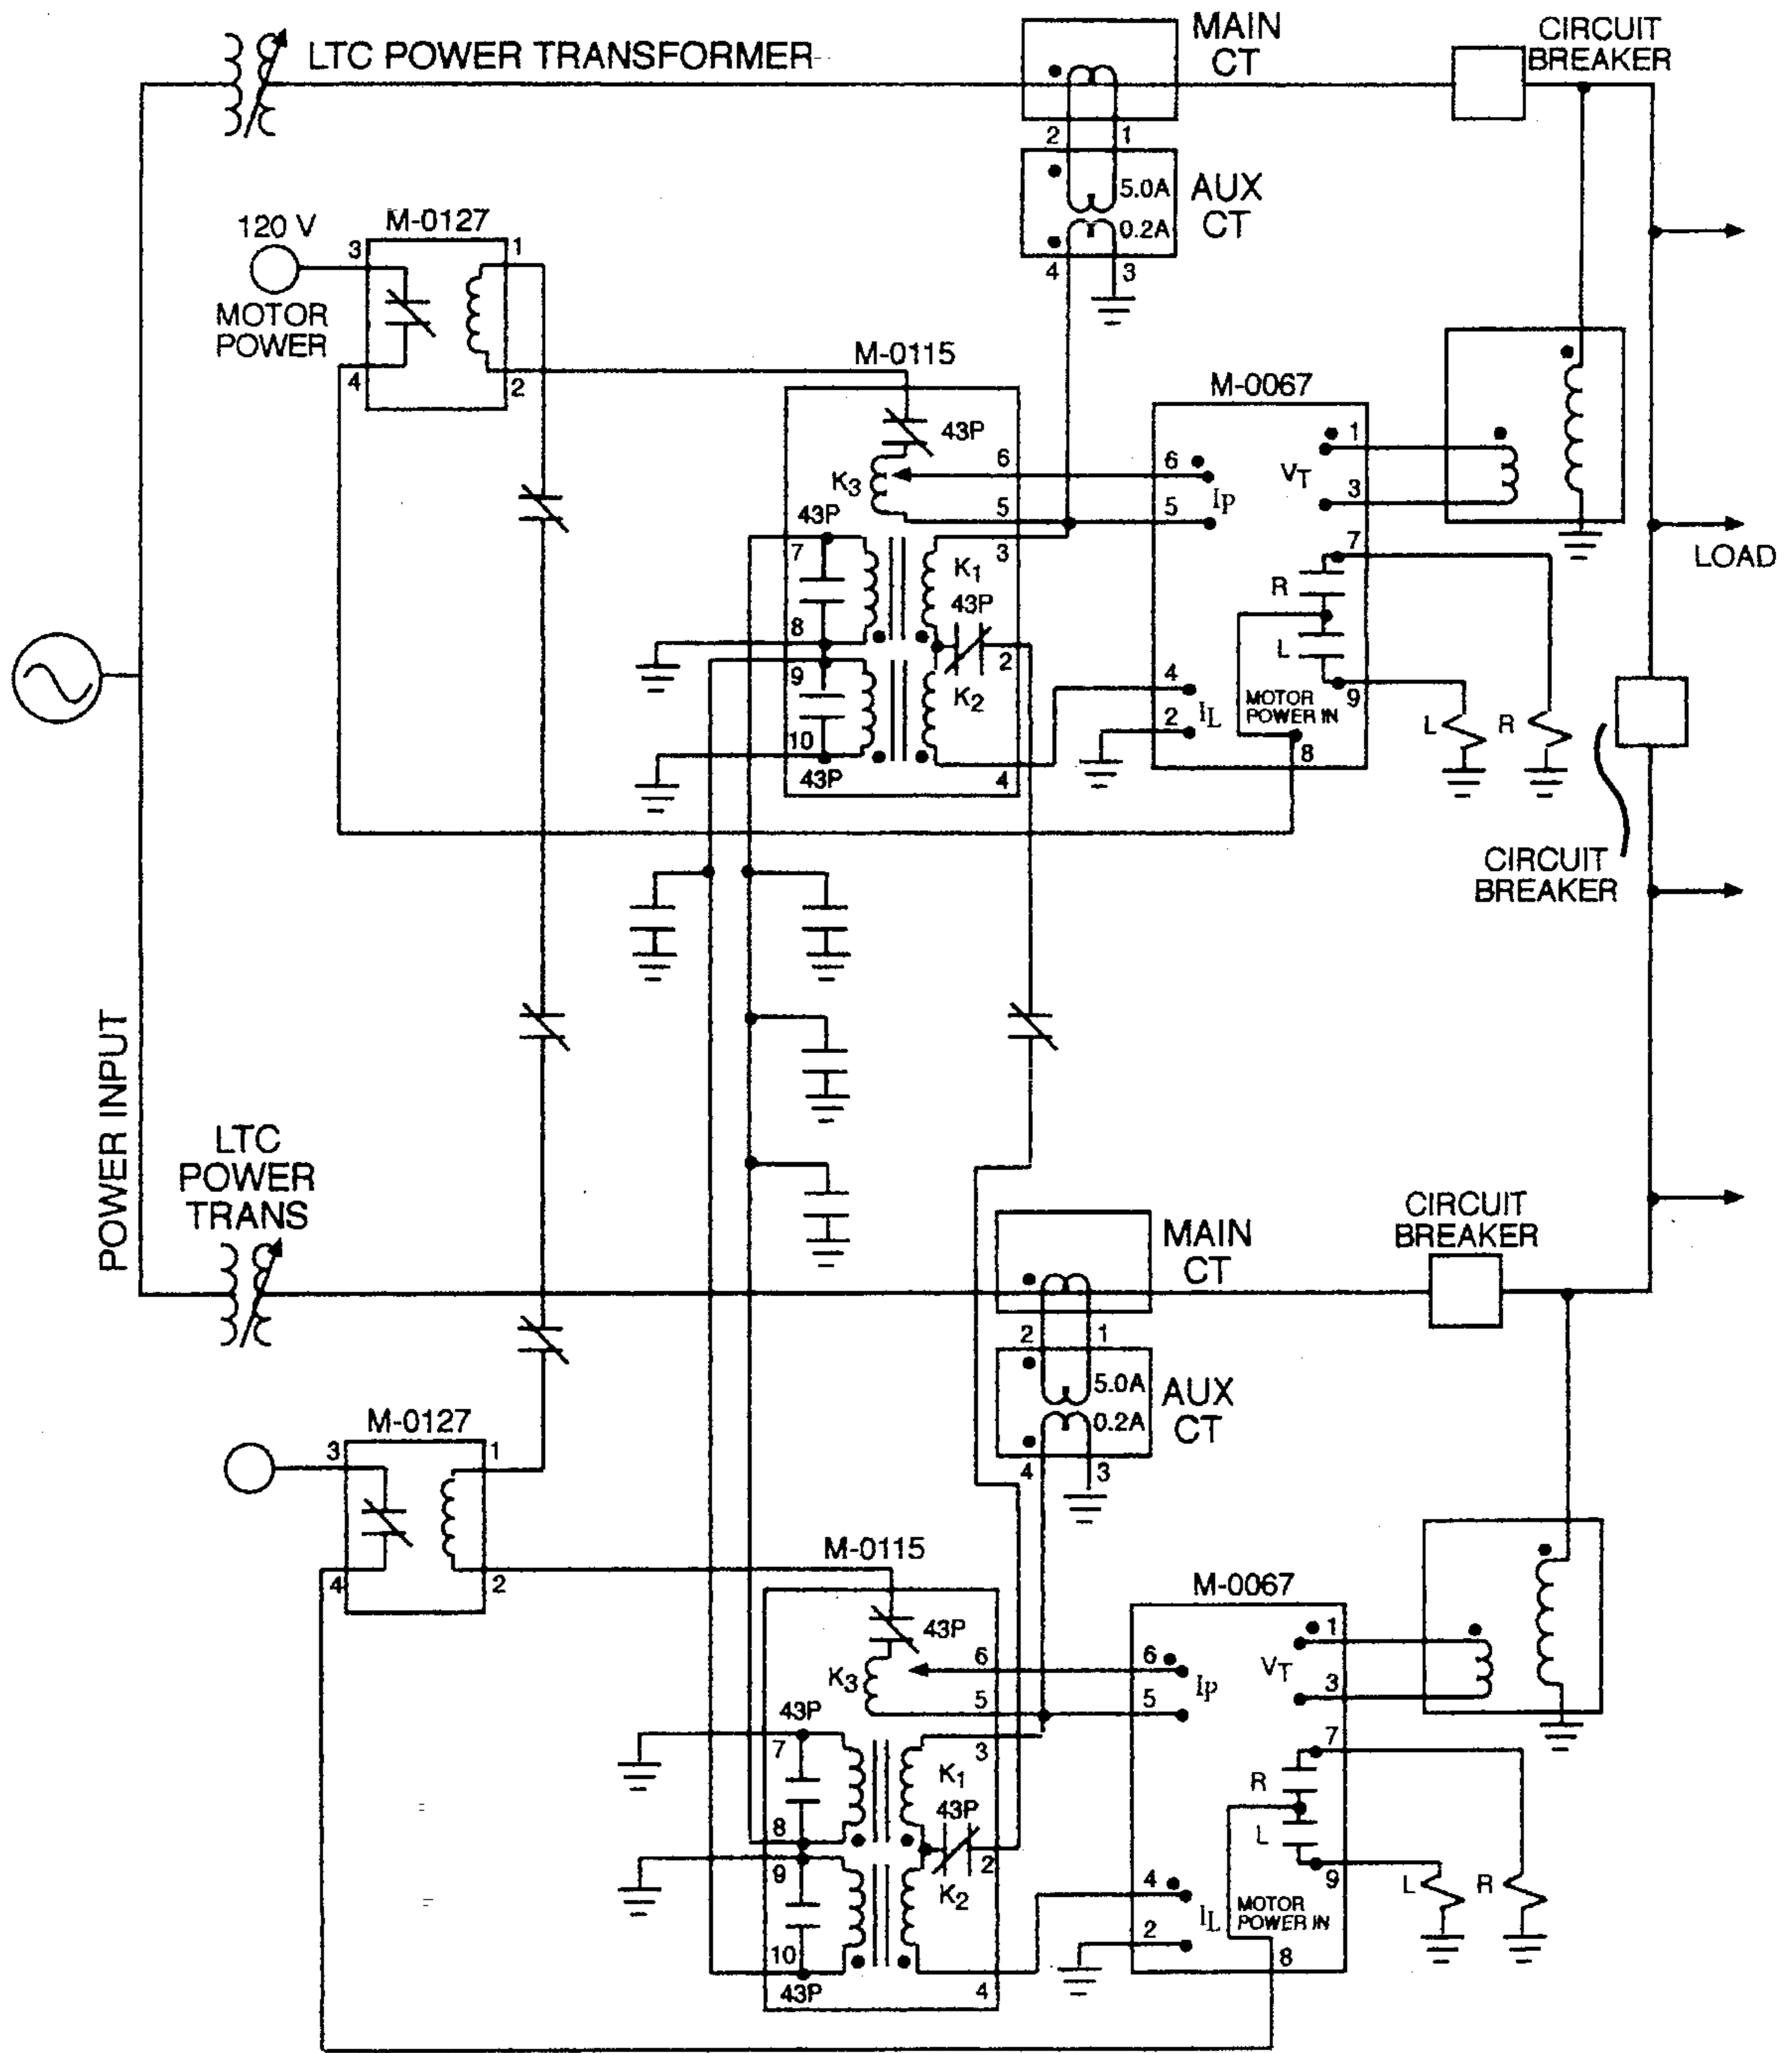 LTC POWER TRANSFORMER
MAIN
CT
CIRCUIT
BREAKER
2
1
5.0A
0.2A
AUX
CT
4
3
120 V
M-0127
3
1
MOTOR
POWER
4
2
M-0115
43P
6
K3
5
43P
7
3
K1
43P
8
2
9
K2
10
43P
4
M-0067
6
1
VT
IP
5
3
7
R
L
4
9
MOTOR
POWER IN
IL
2
8
L
R
LOAD
CIRCUIT
BREAKER
POWER INPUT
LTC
POWER
TRANS
MAIN
CT
CIRCUIT
BREAKER
2
1
5.0A
0.2A
AUX
CT
4
3
M-0127
3
1
4
2
M-0115
43P
6
K3
5
43P
7
3
K1
43P
8
2
9
K2
10
43P
4
M-0067
1
6
VT
IP
5
3
7
R
L
9
4
IL
MOTOR
POWER IN
2
8
L
R